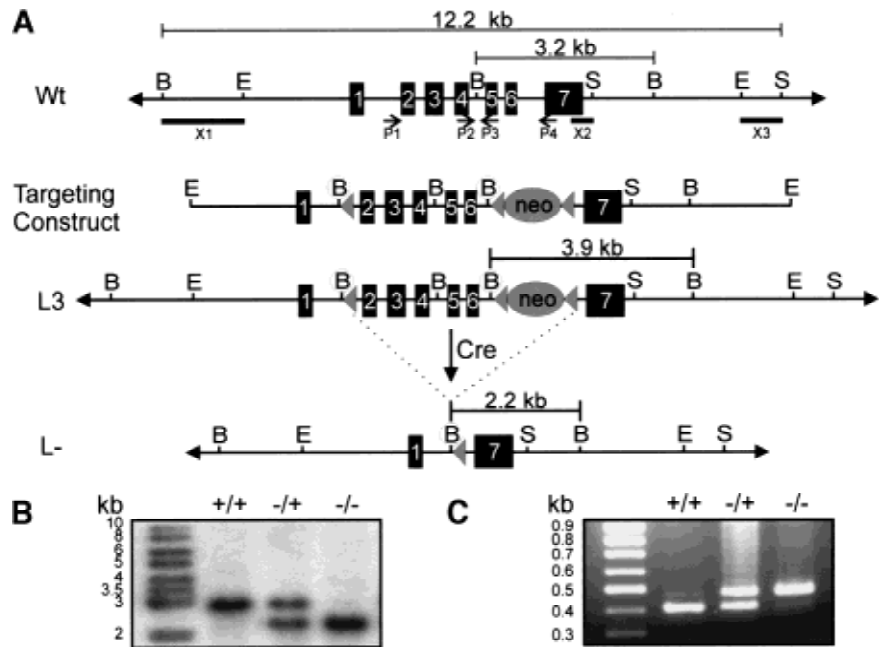 A
12.2 kb
3.2 kb
B E B S B E S
Wt
1 2 3 4 5 6 7
X1 P1 P2 P3 P4 X2 X3
Targeting
Construct
E B B B S B E
1 2 3 4 5 6 neo 7
3.9 kb
L3
B E B B B S B E S
1 2 3 4 5 6 neo 7
Cre
2.2 kb
L-
B E B S B E S
1 7
B
kb +/+ -/+ -/-
10
8
6
5
4
3.5
3
2
C
kb +/+ -/+ -/-
0.9
0.8
0.7
0.6
0.5
0.4
0.3